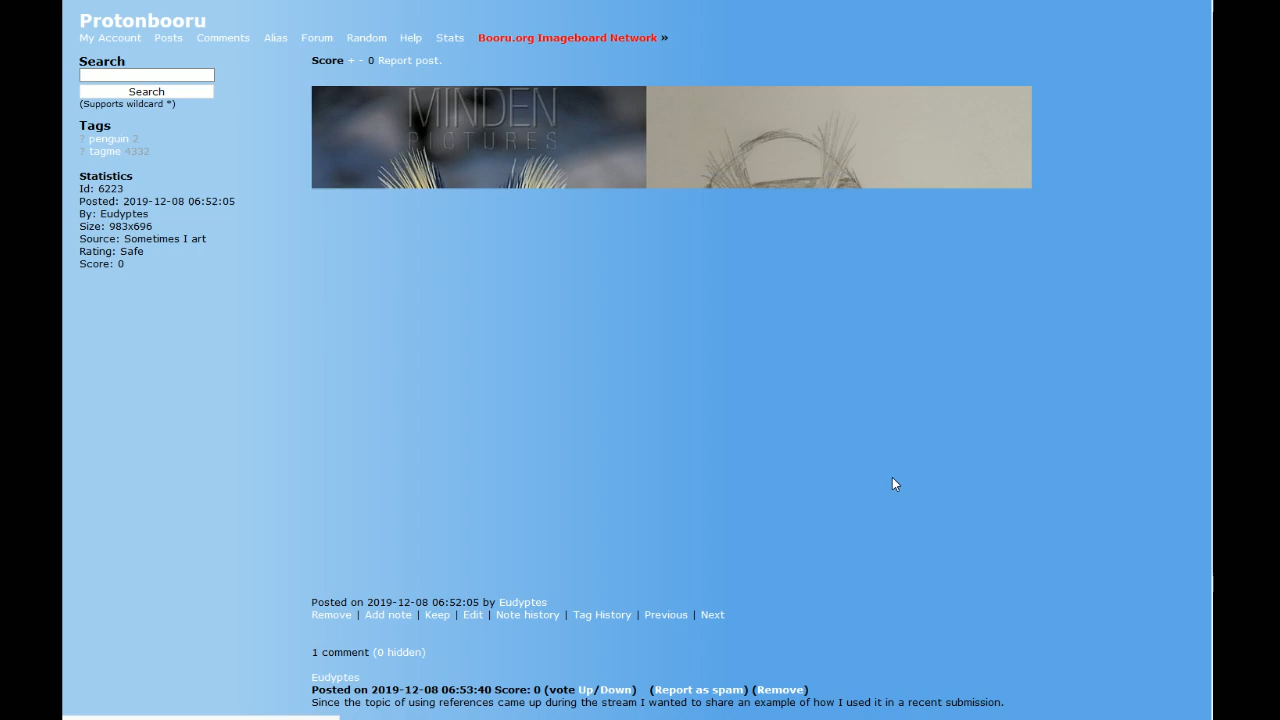 Protonbooru
My Account Posts Comments Alias Forum Random Help Stats Booru.org Imageboard Network »
Search
Search
(Supports wildcard *)
Tags
? penguin 2
? tagme 4332
Statistics
Id: 6223
Posted: 2019-12-08 06:52:05
By: Eudyptes
Size: 983x696
Source: Sometimes I art
Rating: Safe
Score: 0
Score + - 0 Report post.
MINDEN
PICTURES
Posted on 2019-12-08 06:52:05 by Eudyptes
Remove | Add note | Keep | Edit | Note history | Tag History | Previous | Next
1 comment (0 hidden)
Eudyptes
Posted on 2019-12-08 06:53:40 Score: 0 (vote Up/Down) (Report as spam) (Remove)
Since the topic of using references came up during the stream I wanted to share an example of how I used it in a recent submission.